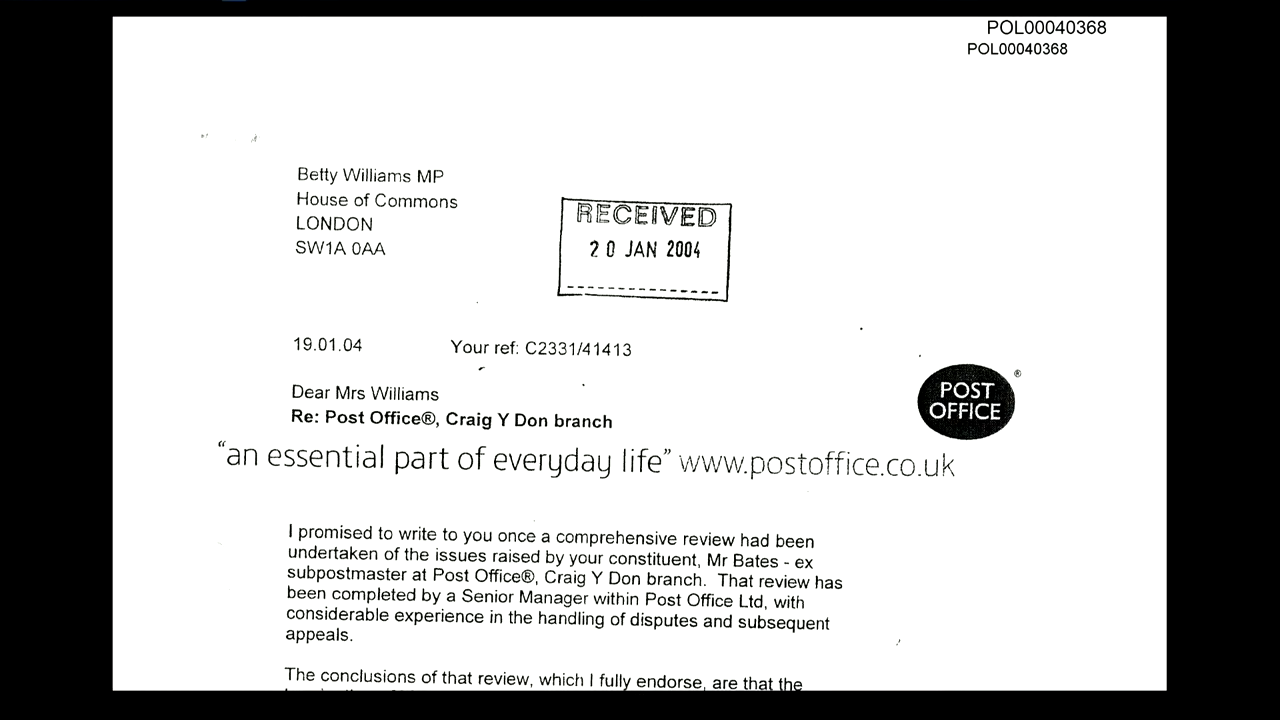 POL00040368
POL00040368
Betty Williams MP
House of Commons
LONDON
SW1A 0AA
RECEIVED
20 JAN 2004
19.01.04 Your ref: C2331/41413
Dear Mrs Williams
Re: Post Office®, Craig Y Don branch
POST
OFFICE
®
“an essential part of everyday life” www.postoffice.co.uk
I promised to write to you once a comprehensive review had been
undertaken of the issues raised by your constituent, Mr Bates - ex
subpostmaster at Post Office®, Craig Y Don branch. That review has
been completed by a Senior Manager within Post Office Ltd, with
considerable experience in the handling of disputes and subsequent
appeals.
The conclusions of that review, which I fully endorse, are that the